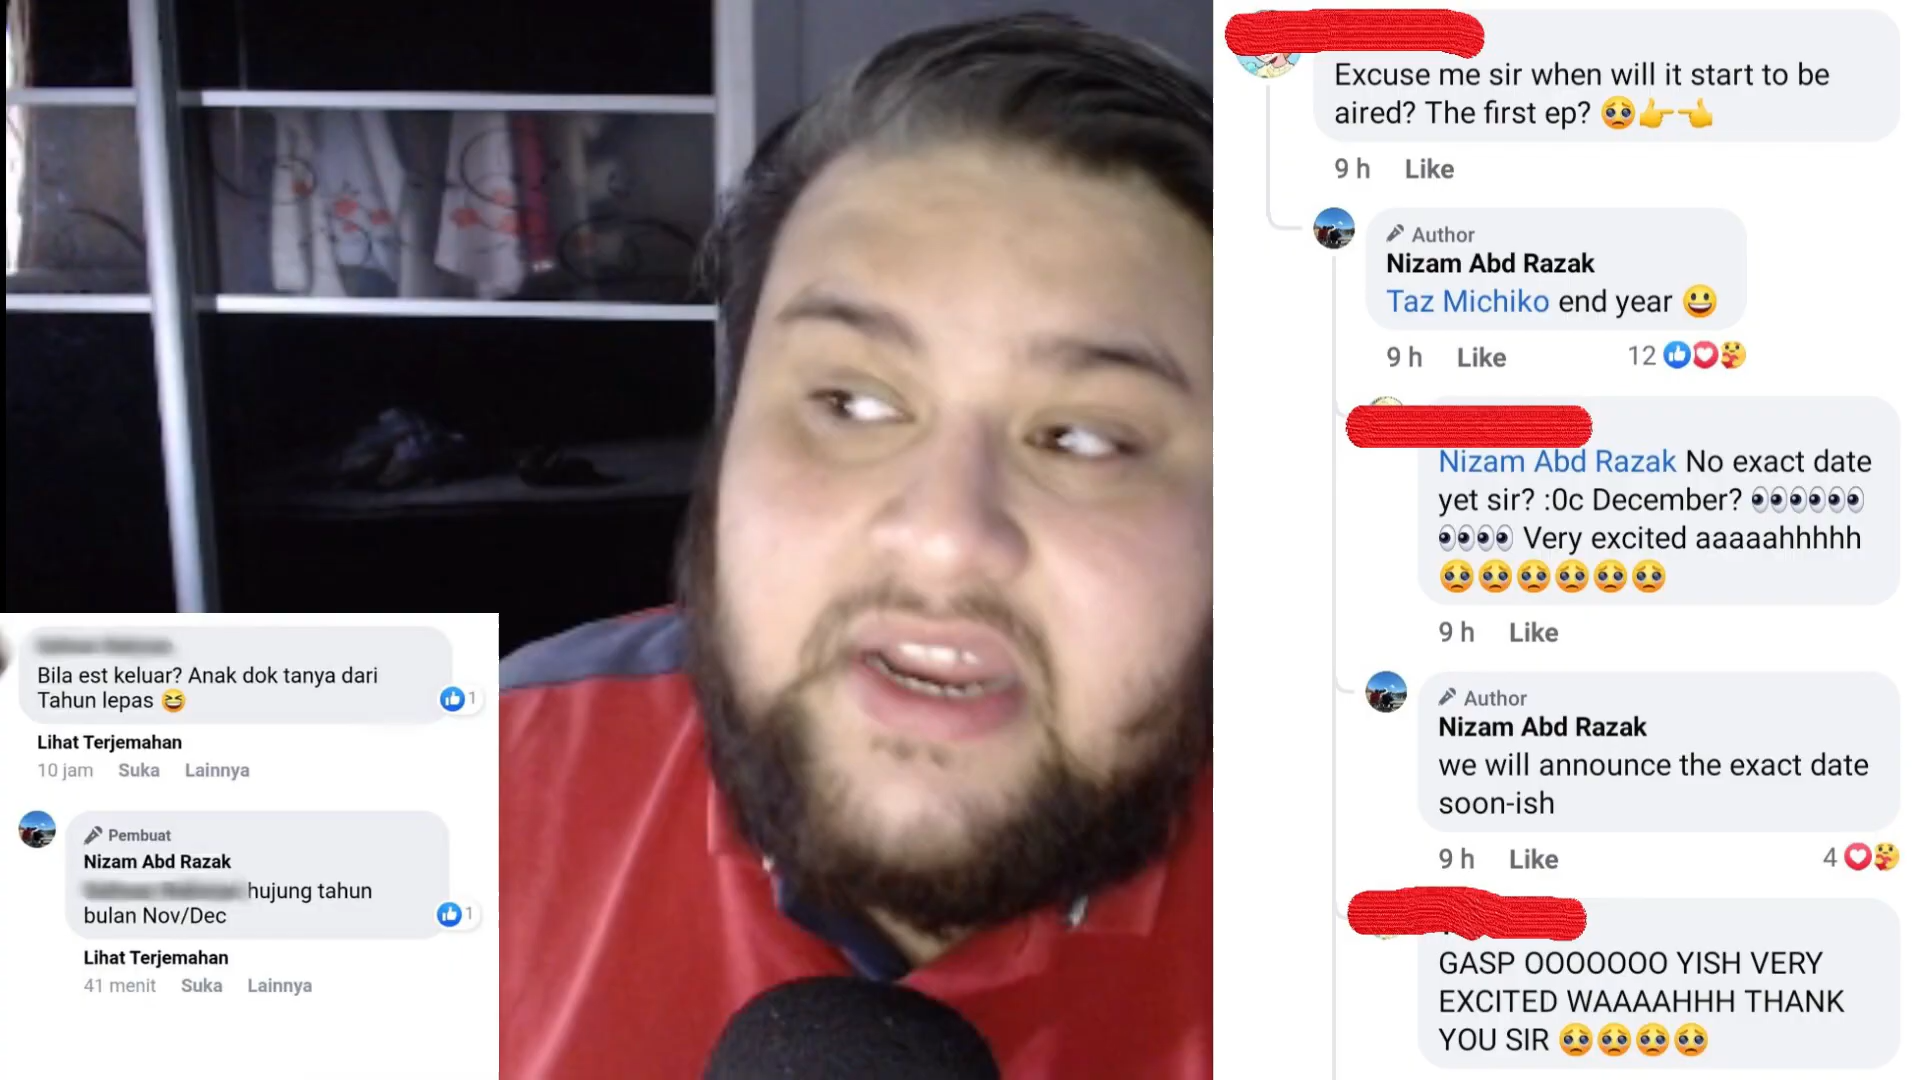 Bila est keluar? Anak dok tanya dari
Tahun lepas 😆
1
Lihat Terjemahan
10 jam Suka Lainnya
Pembuat
Nizam Abd Razak
hujung tahun
bulan Nov/Dec
1
Lihat Terjemahan
41 menit Suka Lainnya
Excuse me sir when will it start to be
aired? The first ep? 🥺👉👈
9 h Like
Author
Nizam Abd Razak
Taz Michiko end year 😀
9 h Like 12
Nizam Abd Razak No exact date
yet sir? :0c December? 👀👀👀
👀👀 Very excited aaaaahhhhh
🥺🥺🥺🥺🥺🥺
9 h Like
Author
Nizam Abd Razak
we will announce the exact date
soon-ish
9 h Like 4
GASP OOOOOOO YISH VERY
EXCITED WAAAAHHH THANK
YOU SIR 🥺🥺🥺🥺